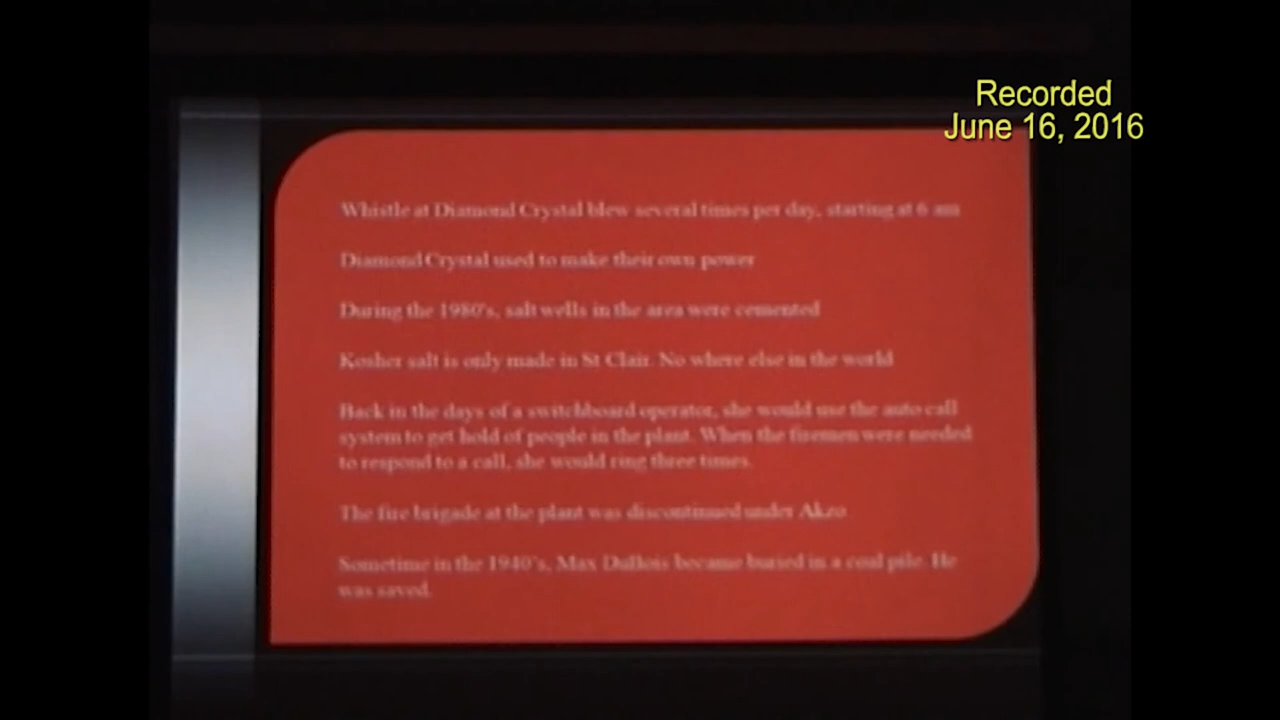 Recorded
June 16, 2016
Whistle at Diamond Crystal blew several times per day, starting at 6 am
Diamond Crystal used to make their own power
During the 1980's, salt wells in the area were cemented
Kosher salt is only made in St Clair. No where else in the world
Back in the days of a switchboard operator, she would use the auto call
system to get hold of people in the plant. When the firemen were needed
to respond to a call, she would ring three times.
The fire brigade at the plant was discontinued under Akzo
Sometime in the 1940's, Max DuBois became buried in a coal pile. He
was saved.